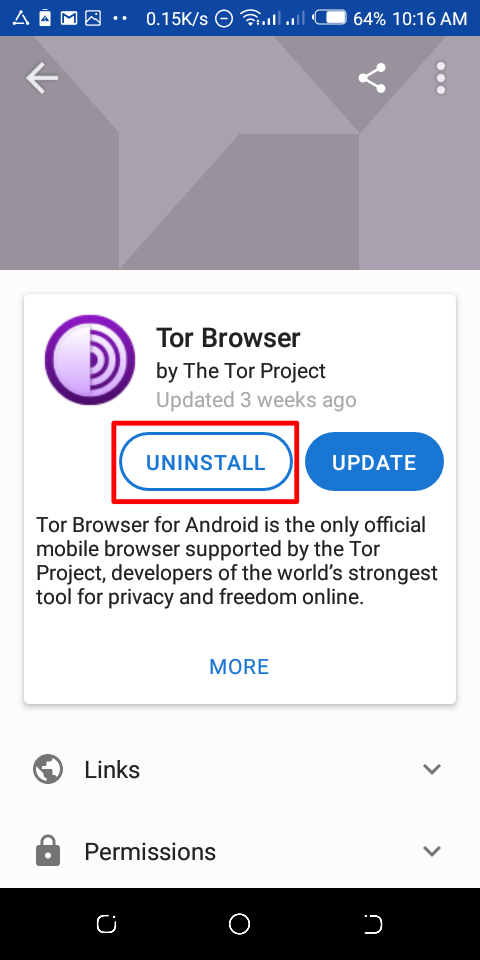 0.15K/s 64% 10:16 AM
Tor Browser
by The Tor Project
Updated 3 weeks ago
UNINSTALL UPDATE
Tor Browser for Android is the only official
mobile browser supported by the Tor
Project, developers of the world’s strongest
tool for privacy and freedom online.
MORE
Links
Permissions